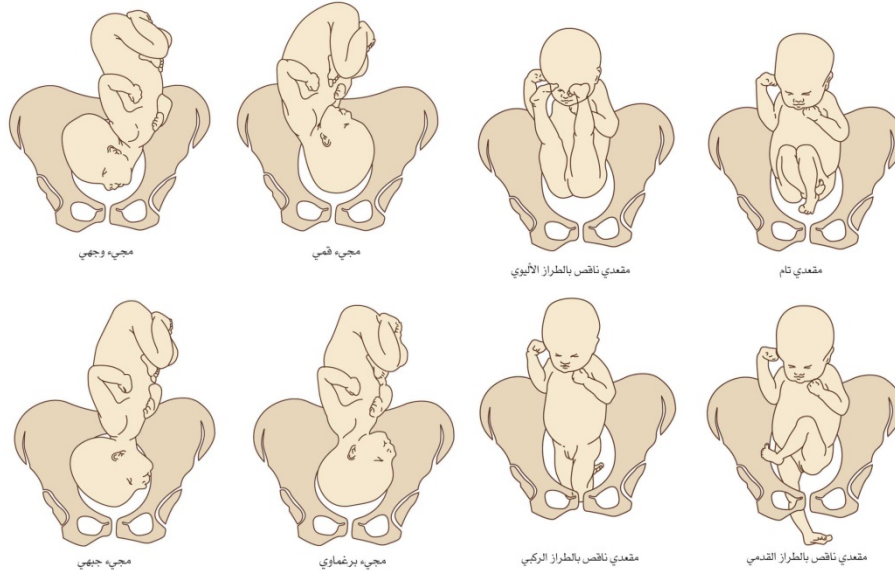 مجيء وجهي
مجيء قمي
مقعدي ناقص بالطراز الأليوي
مقعدي تام
مجيء جبهي
مجيء برغماوي
مقعدي ناقص بالطراز الركبي
مقعدي ناقص بالطراز القدمي